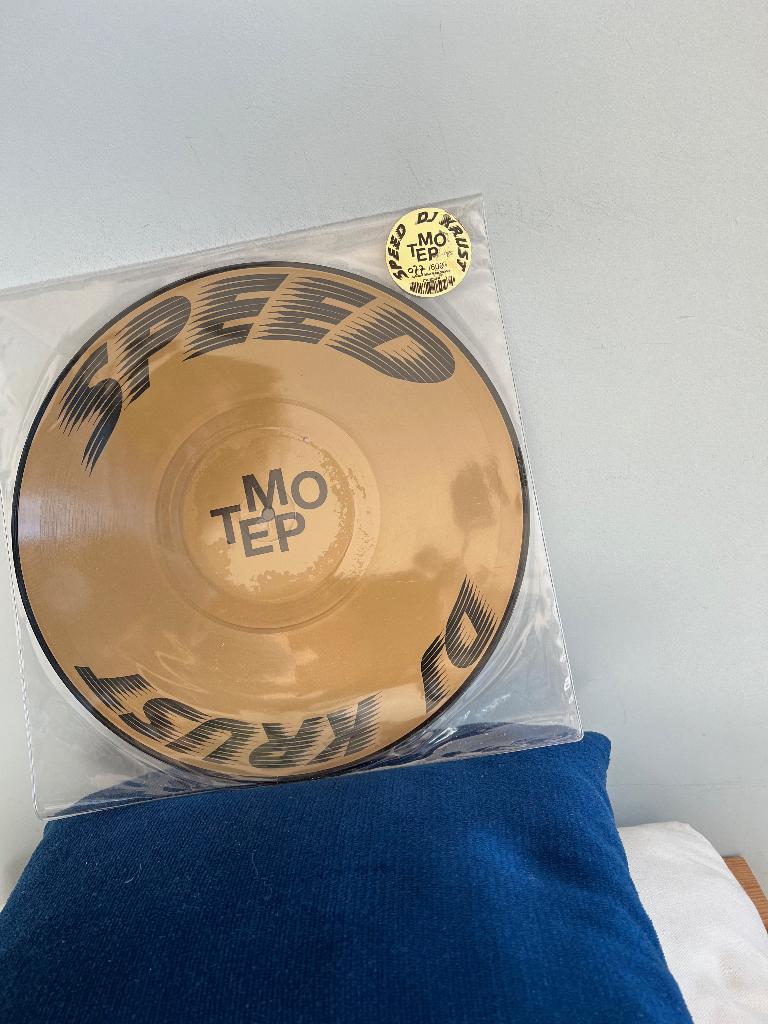 SPEED
MO
TEP
DJ KRUST
SPEED DJ KRUST
MO
TEP